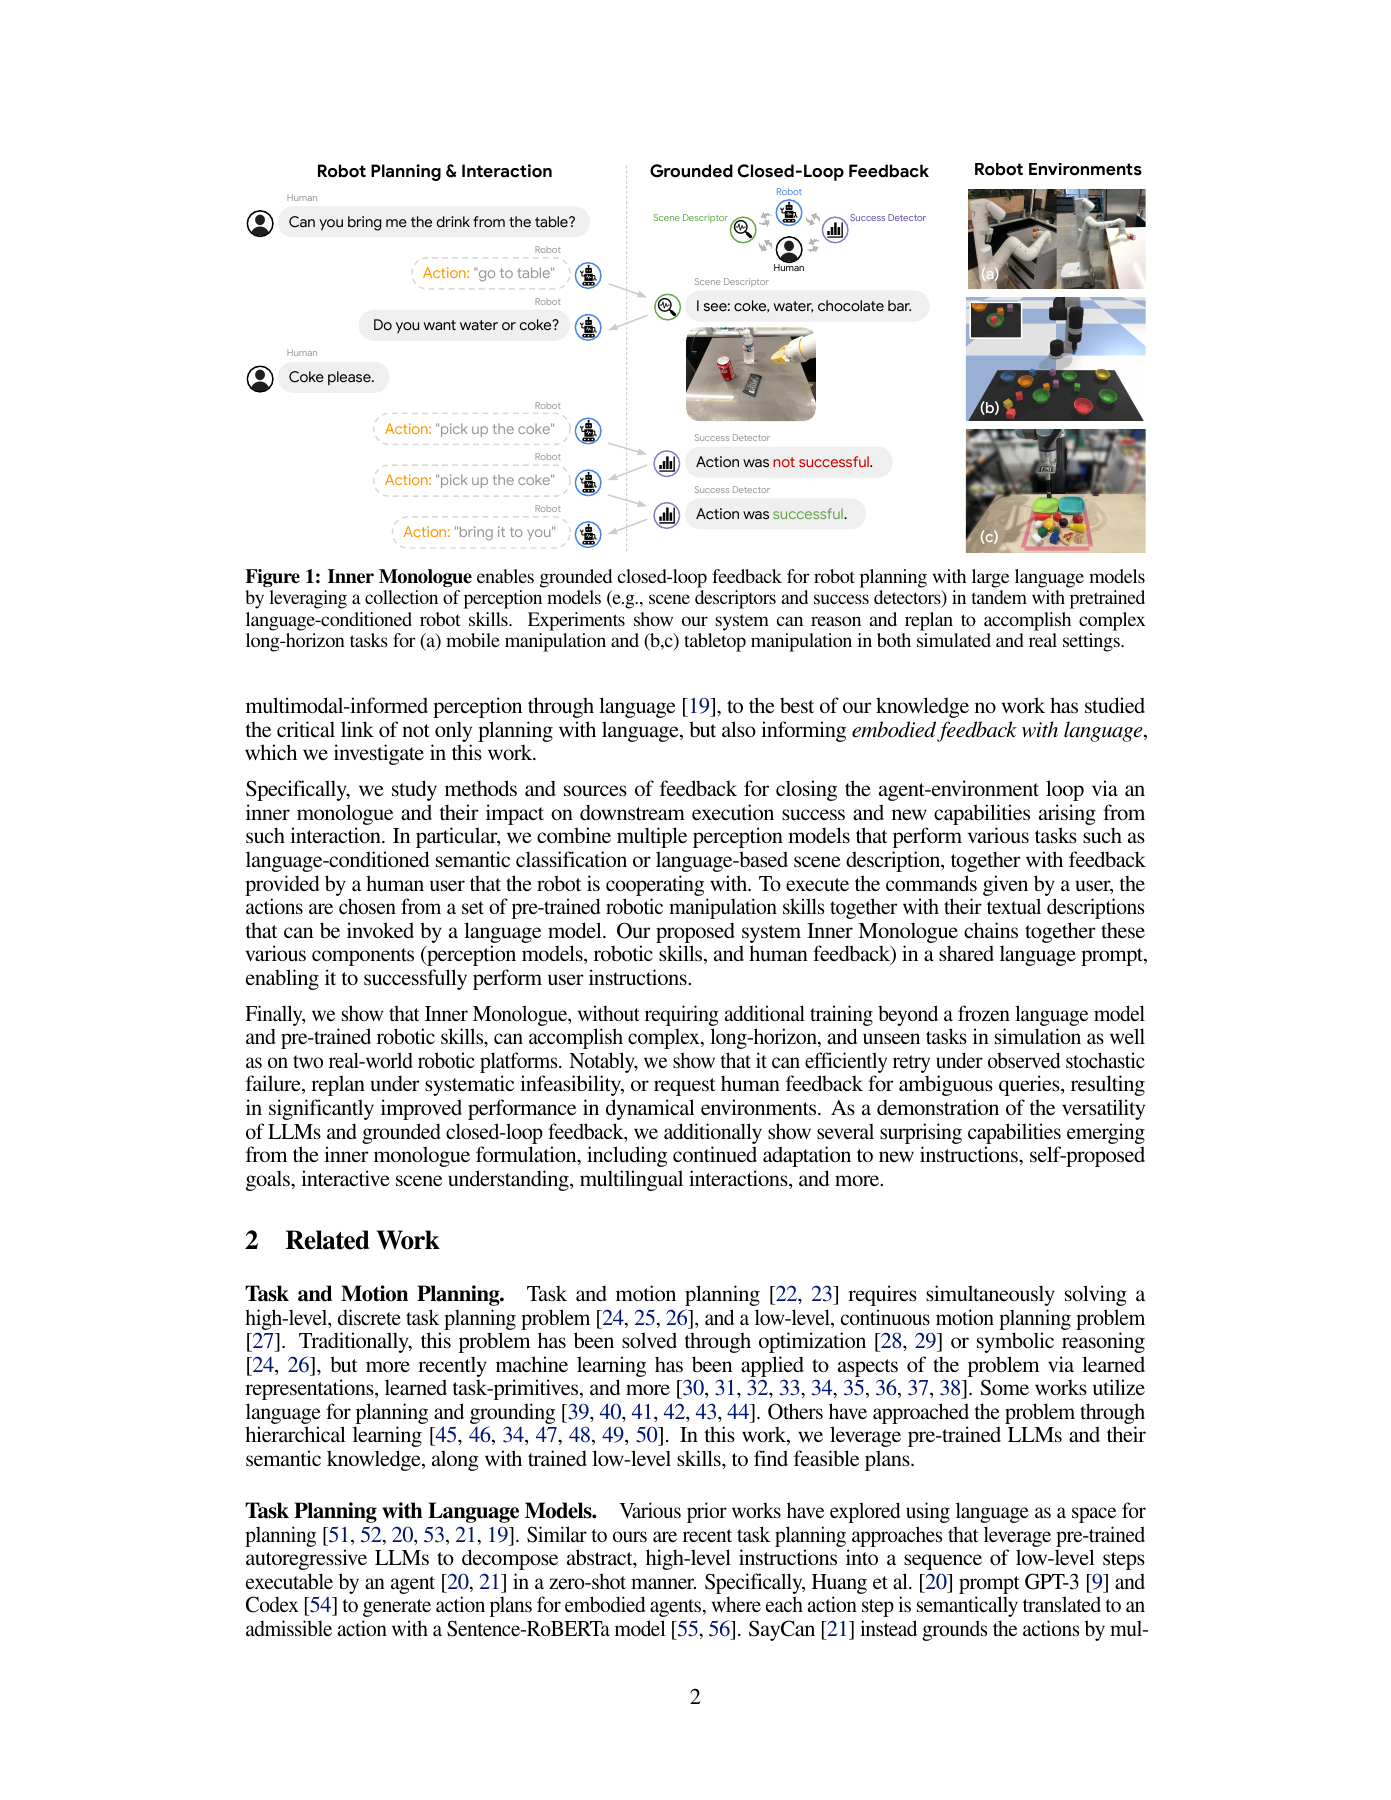 Robot Planning & Interaction
Human
Can you bring me the drink from the table?
Robot
Action: "go to table"
Robot
Do you want water or coke?
Human
Coke please.
Robot
Action: "pick up the coke"
Robot
Action: "pick up the coke"
Robot
Action: "bring it to you"
Grounded Closed-Loop Feedback
Robot
Scene Descriptor
Success Detector
Human
Scene Descriptor
I see: coke, water, chocolate bar.
Success Detector
Action was not successful.
Success Detector
Action was successful.
Robot Environments
(a)
(b)
(c)
Figure 1: Inner Monologue enables grounded closed-loop feedback for robot planning with large language models
by leveraging a collection of perception models (e.g., scene descriptors and success detectors) in tandem with pretrained
language-conditioned robot skills. Experiments show our system can reason and replan to accomplish complex
long-horizon tasks for (a) mobile manipulation and (b,c) tabletop manipulation in both simulated and real settings.
multimodal-informed perception through language [19], to the best of our knowledge no work has studied
the critical link of not only planning with language, but also informing embodied feedback with language,
which we investigate in this work.
Specifically, we study methods and sources of feedback for closing the agent-environment loop via an
inner monologue and their impact on downstream execution success and new capabilities arising from
such interaction. In particular, we combine multiple perception models that perform various tasks such as
language-conditioned semantic classification or language-based scene description, together with feedback
provided by a human user that the robot is cooperating with. To execute the commands given by a user, the
actions are chosen from a set of pre-trained robotic manipulation skills together with their textual descriptions
that can be invoked by a language model. Our proposed system Inner Monologue chains together these
various components (perception models, robotic skills, and human feedback) in a shared language prompt,
enabling it to successfully perform user instructions.
Finally, we show that Inner Monologue, without requiring additional training beyond a frozen language model
and pre-trained robotic skills, can accomplish complex, long-horizon, and unseen tasks in simulation as well
as on two real-world robotic platforms. Notably, we show that it can efficiently retry under observed stochastic
failure, replan under systematic infeasibility, or request human feedback for ambiguous queries, resulting
in significantly improved performance in dynamical environments. As a demonstration of the versatility
of LLMs and grounded closed-loop feedback, we additionally show several surprising capabilities emerging
from the inner monologue formulation, including continued adaptation to new instructions, self-proposed
goals, interactive scene understanding, multilingual interactions, and more.
2 Related Work
Task and Motion Planning. Task and motion planning [22, 23] requires simultaneously solving a
high-level, discrete task planning problem [24, 25, 26], and a low-level, continuous motion planning problem
[27]. Traditionally, this problem has been solved through optimization [28, 29] or symbolic reasoning
[24, 26], but more recently machine learning has been applied to aspects of the problem via learned
representations, learned task-primitives, and more [30, 31, 32, 33, 34, 35, 36, 37, 38]. Some works utilize
language for planning and grounding [39, 40, 41, 42, 43, 44]. Others have approached the problem through
hierarchical learning [45, 46, 34, 47, 48, 49, 50]. In this work, we leverage pre-trained LLMs and their
semantic knowledge, along with trained low-level skills, to find feasible plans.
Task Planning with Language Models. Various prior works have explored using language as a space for
planning [51, 52, 20, 53, 21, 19]. Similar to ours are recent task planning approaches that leverage pre-trained
autoregressive LLMs to decompose abstract, high-level instructions into a sequence of low-level steps
executable by an agent [20, 21] in a zero-shot manner. Specifically, Huang et al. [20] prompt GPT-3 [9] and
Codex [54] to generate action plans for embodied agents, where each action step is semantically translated to an
admissible action with a Sentence-RoBERTa model [55, 56]. SayCan [21] instead grounds the actions by mul-
2